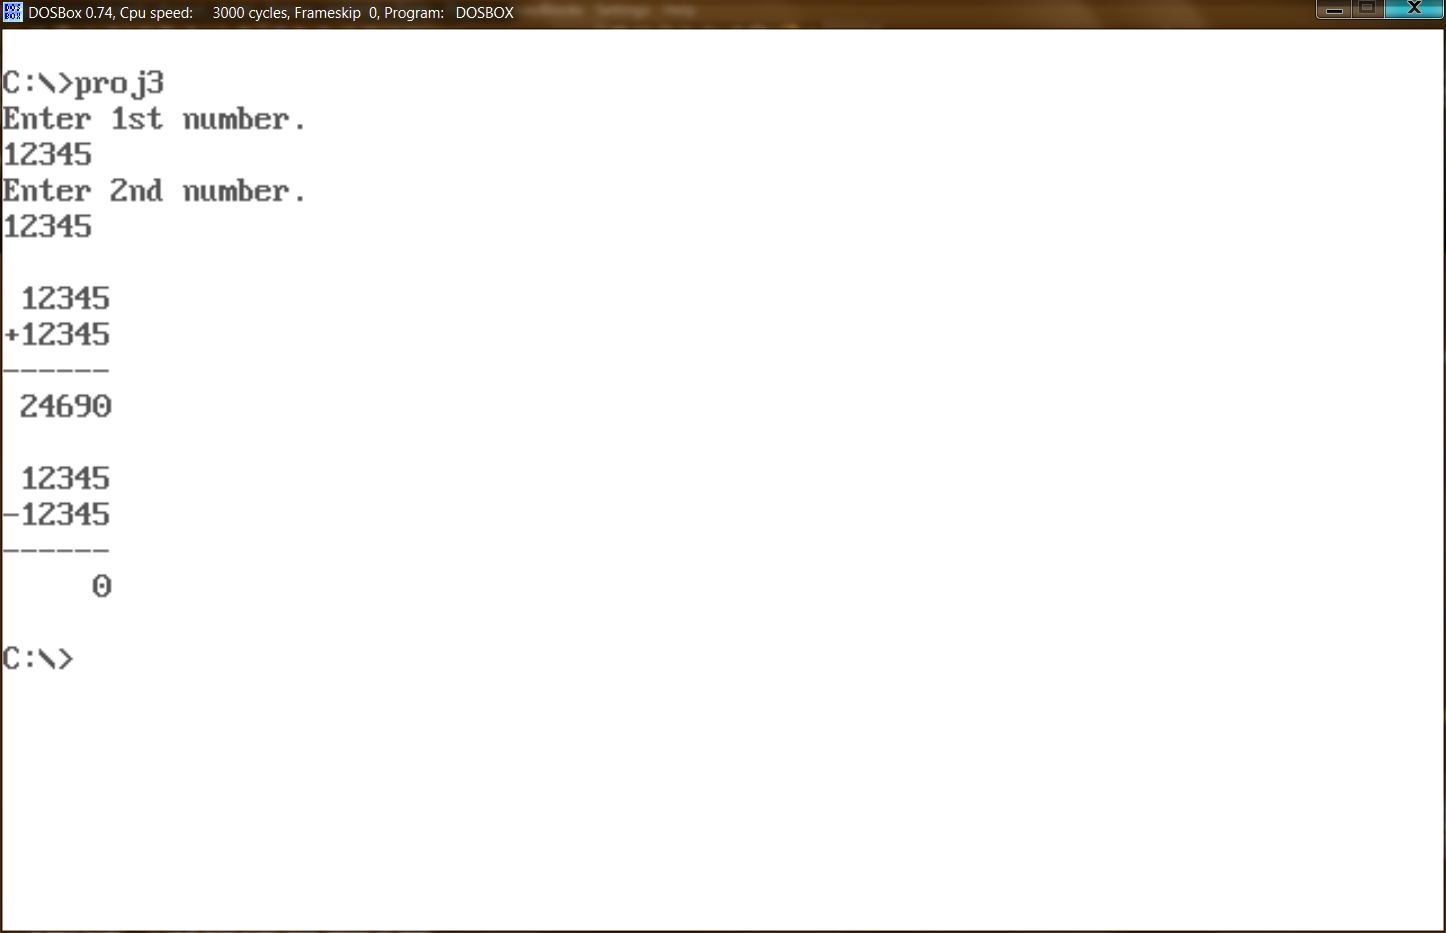 DOSBox 0.74, Cpu speed: 3000 cycles, Frameskip 0, Program: DOSBOX
C:\>proj3
Enter 1st number.
12345
Enter 2nd number.
12345
12345
+12345
------
24690
12345
-12345
------
0
C:\>